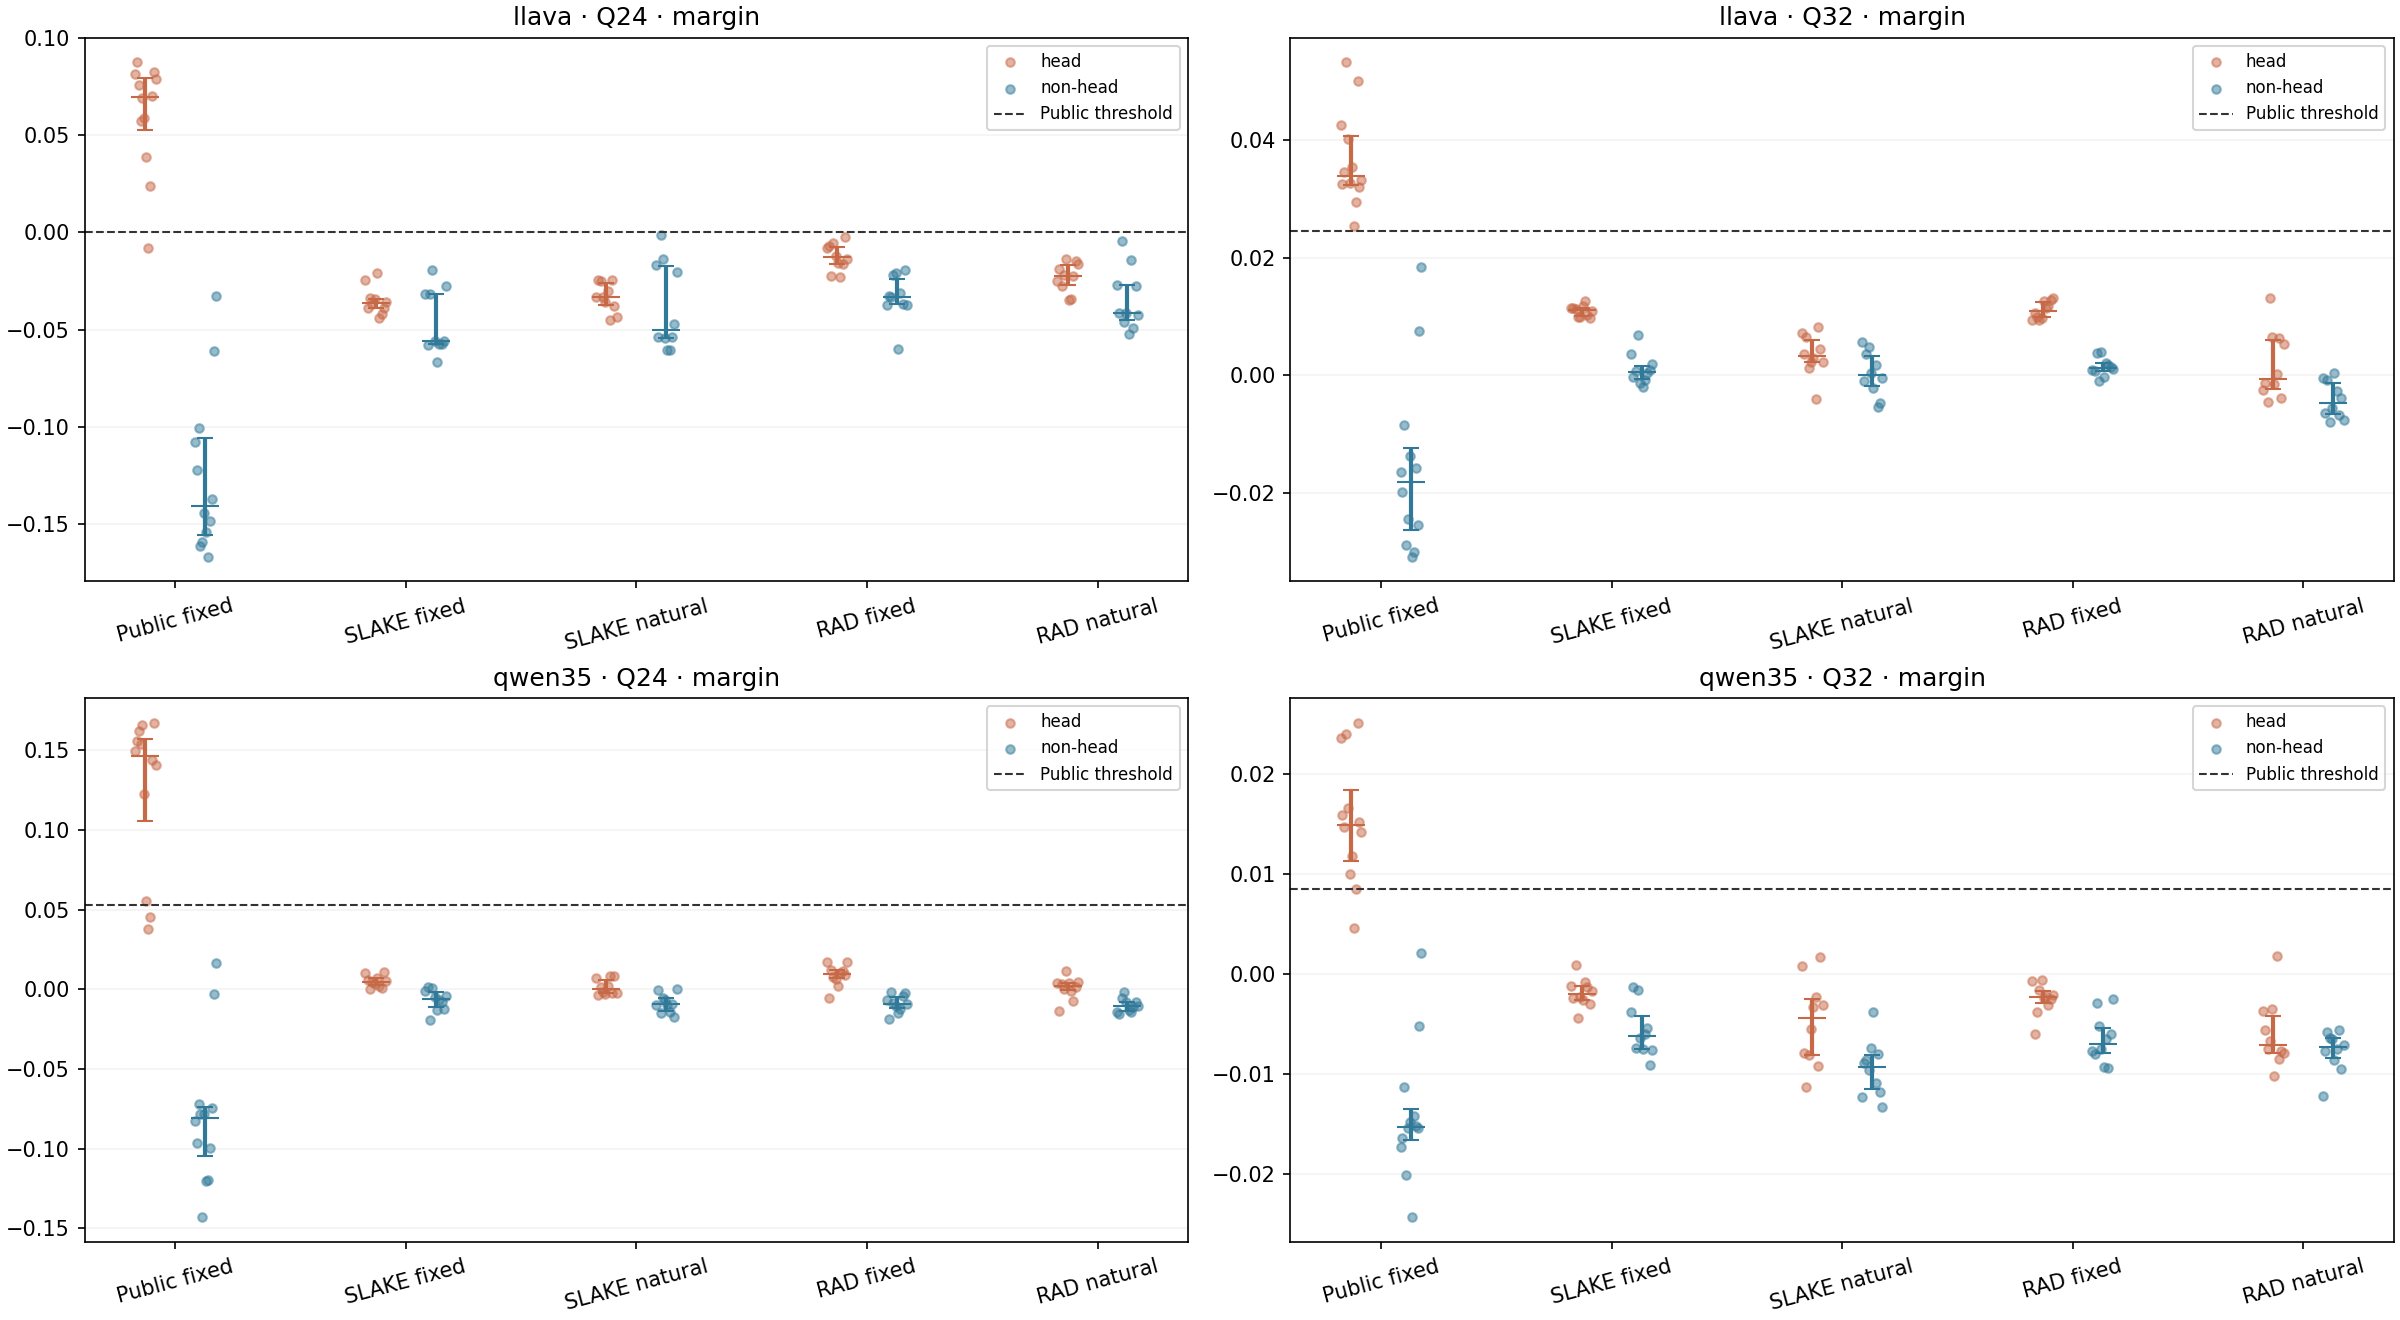 llava · Q24 · margin
0.10
0.05
0.00
−0.05
−0.10
−0.15
head
non-head
Public threshold
Public fixed
SLAKE fixed
SLAKE natural
RAD fixed
RAD natural
llava · Q32 · margin
0.04
0.02
0.00
−0.02
head
non-head
Public threshold
Public fixed
SLAKE fixed
SLAKE natural
RAD fixed
RAD natural
qwen35 · Q24 · margin
0.15
0.10
0.05
0.00
−0.05
−0.10
−0.15
head
non-head
Public threshold
Public fixed
SLAKE fixed
SLAKE natural
RAD fixed
RAD natural
qwen35 · Q32 · margin
0.02
0.01
0.00
−0.01
−0.02
head
non-head
Public threshold
Public fixed
SLAKE fixed
SLAKE natural
RAD fixed
RAD natural